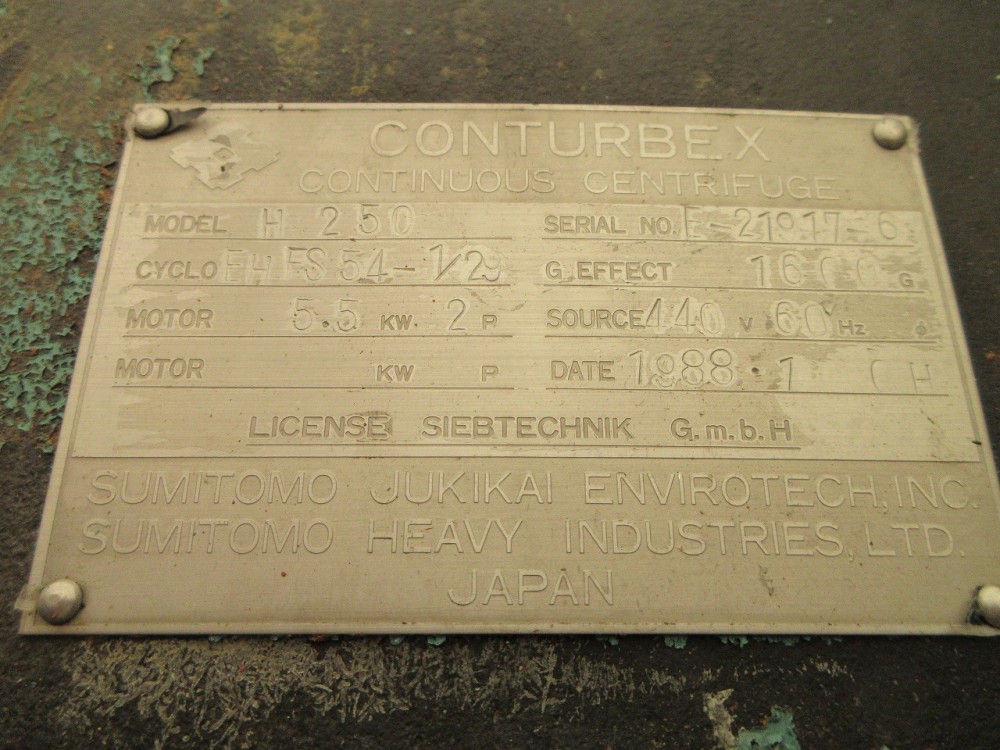 CONTURBEX
CONTINUOUS CENTRIFUGE
MODEL H 250 SERIAL NO. E-21917-6
CYCLO EHFS54-1/29 G.EFFECT 1600 G
MOTOR 5.5 KW 2 P SOURCE 440 V 60 Hz
MOTOR KW P DATE 1988.1
LICENSE SIEBTECHNIK G.m.b.H
SUMITOMO JUKIKAI ENVIROTECH, INC.
SUMITOMO HEAVY INDUSTRIES, LTD.
JAPAN